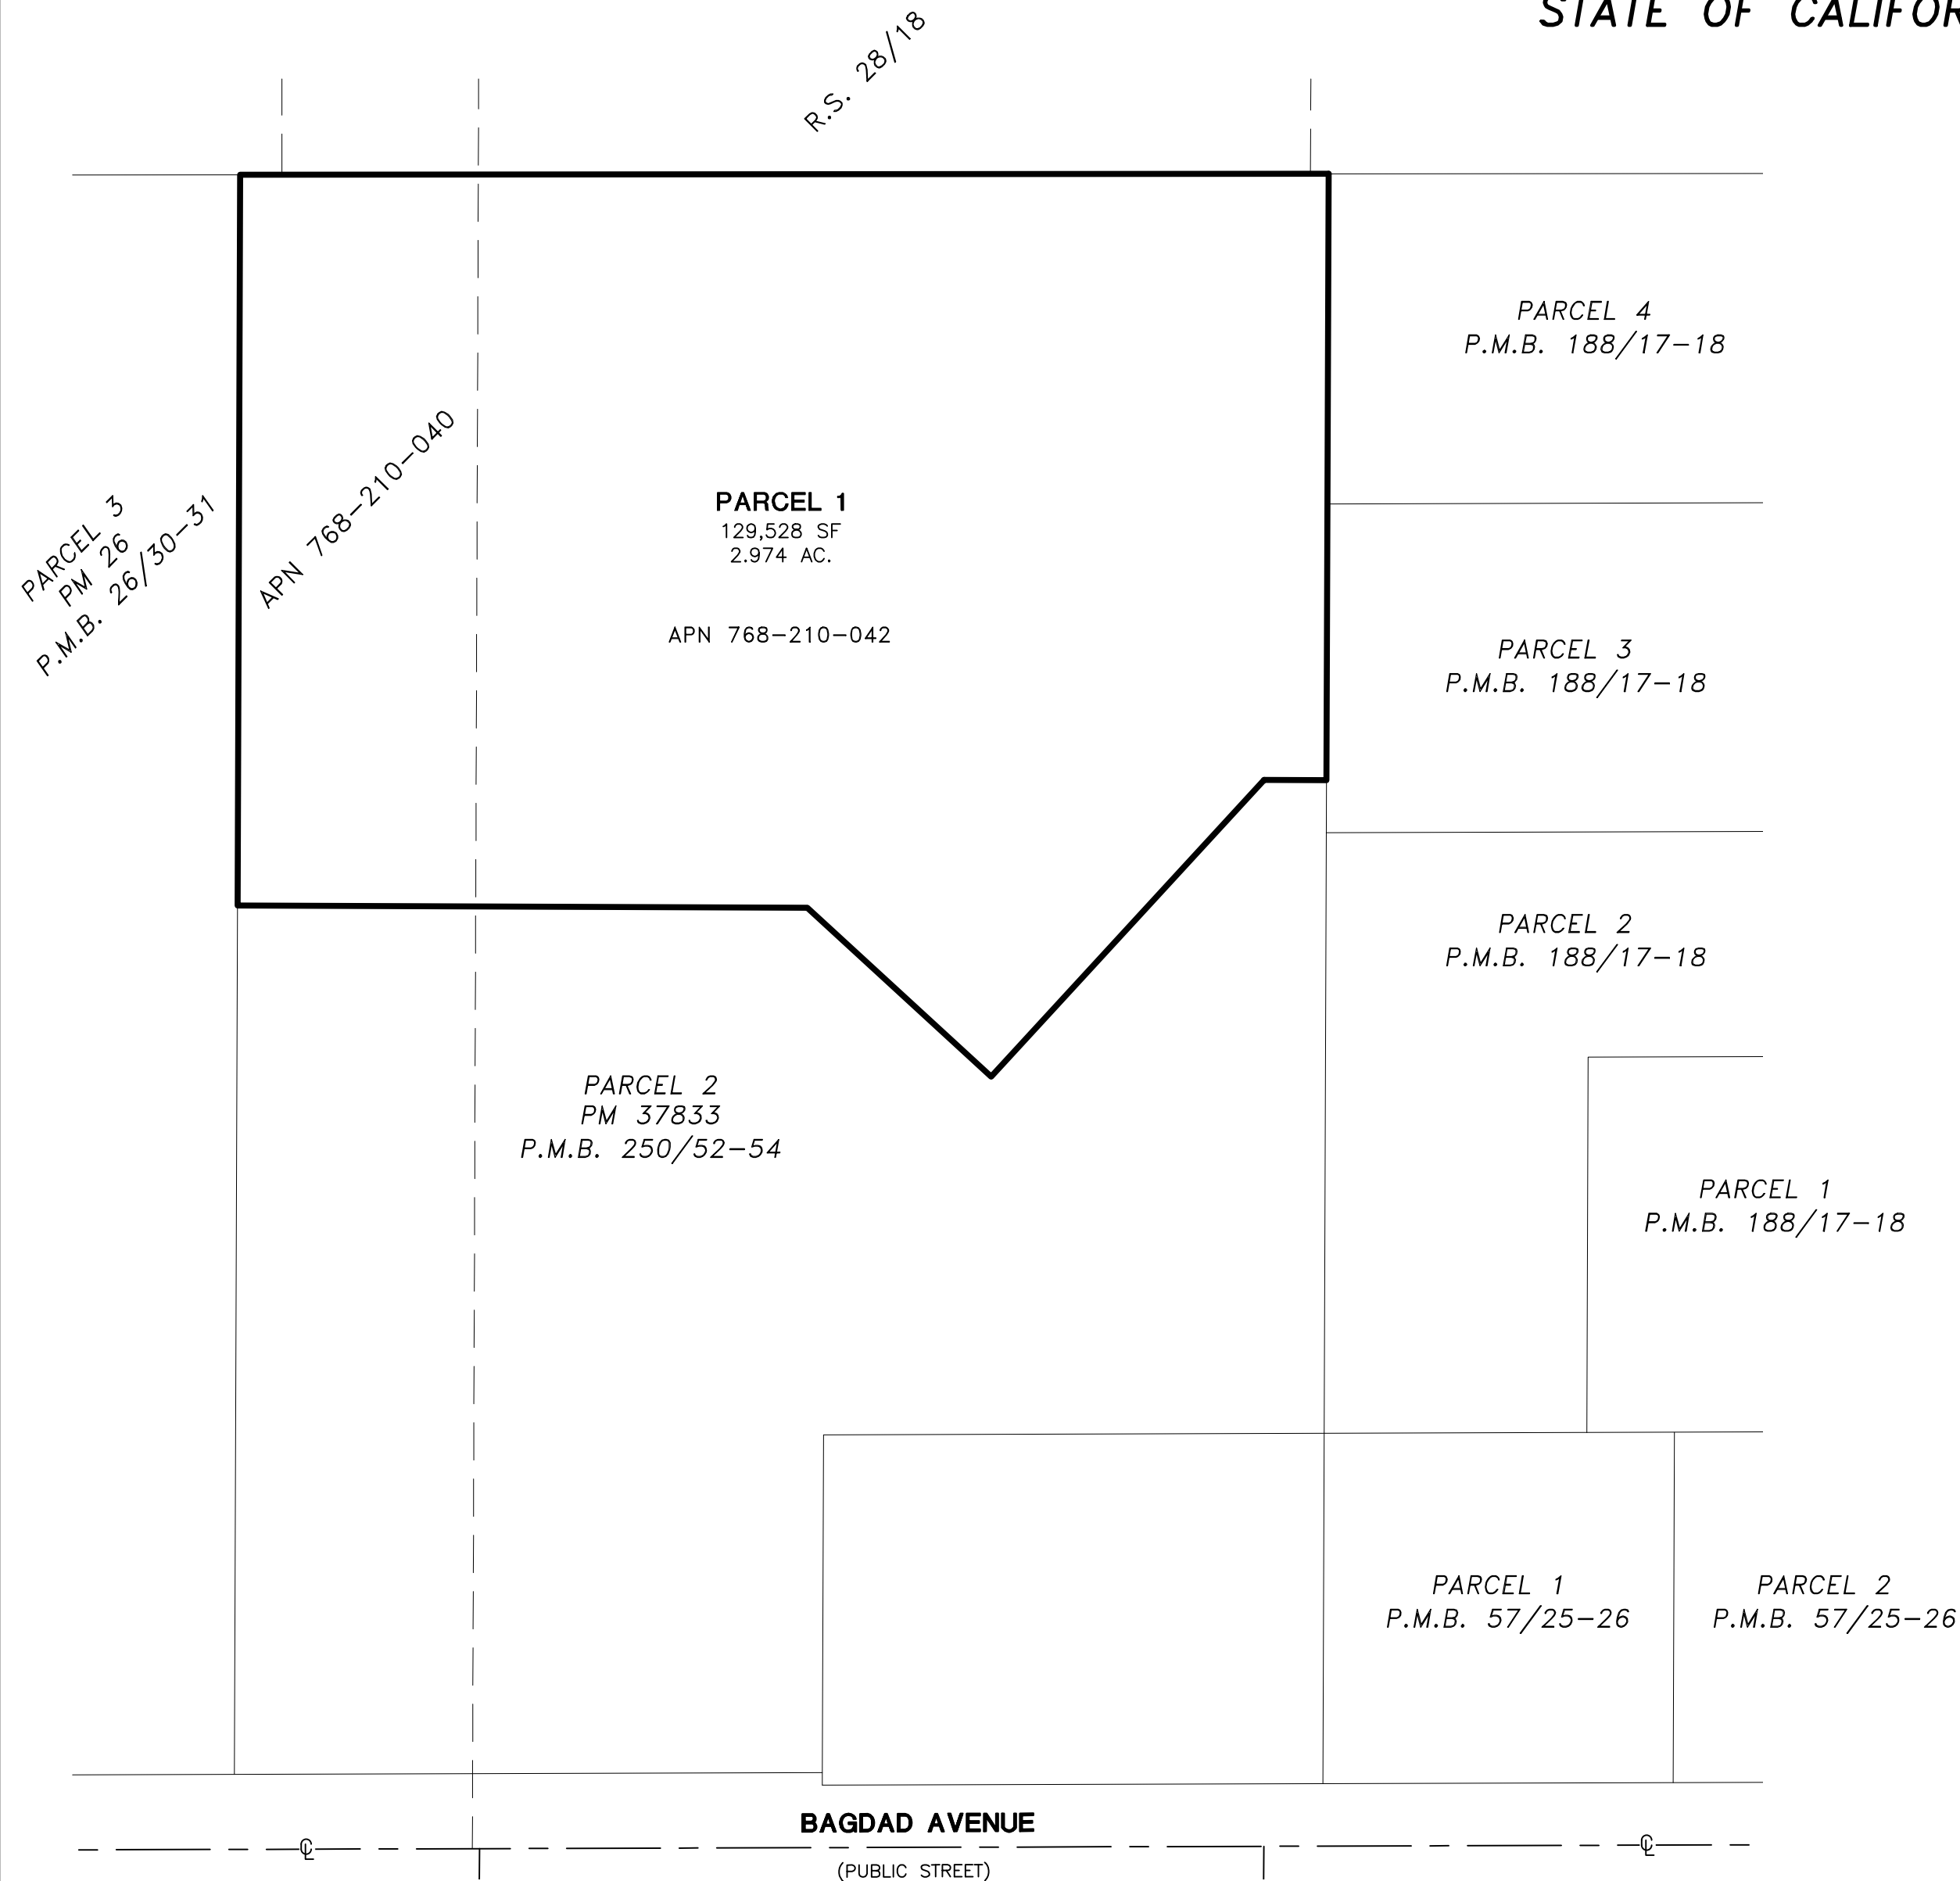 STATE OF CALIFOR
R.S. 28/18
PARCEL 4
P.M.B. 188/17-18
APN 768-210-040
PARCEL 3
PM 26
P.M.B. 26/30-31
PARCEL 1
129,528 SF
2.974 AC.
APN 768-210-042
PARCEL 3
P.M.B. 188/17-18
PARCEL 2
P.M.B. 188/17-18
PARCEL 2
PM 37833
P.M.B. 250/52-54
PARCEL 1
P.M.B. 188/17-18
PARCEL 1
P.M.B. 57/25-26
PARCEL 2
P.M.B. 57/25-26
BAGDAD AVENUE
℄
℄
(PUBLIC STREET)